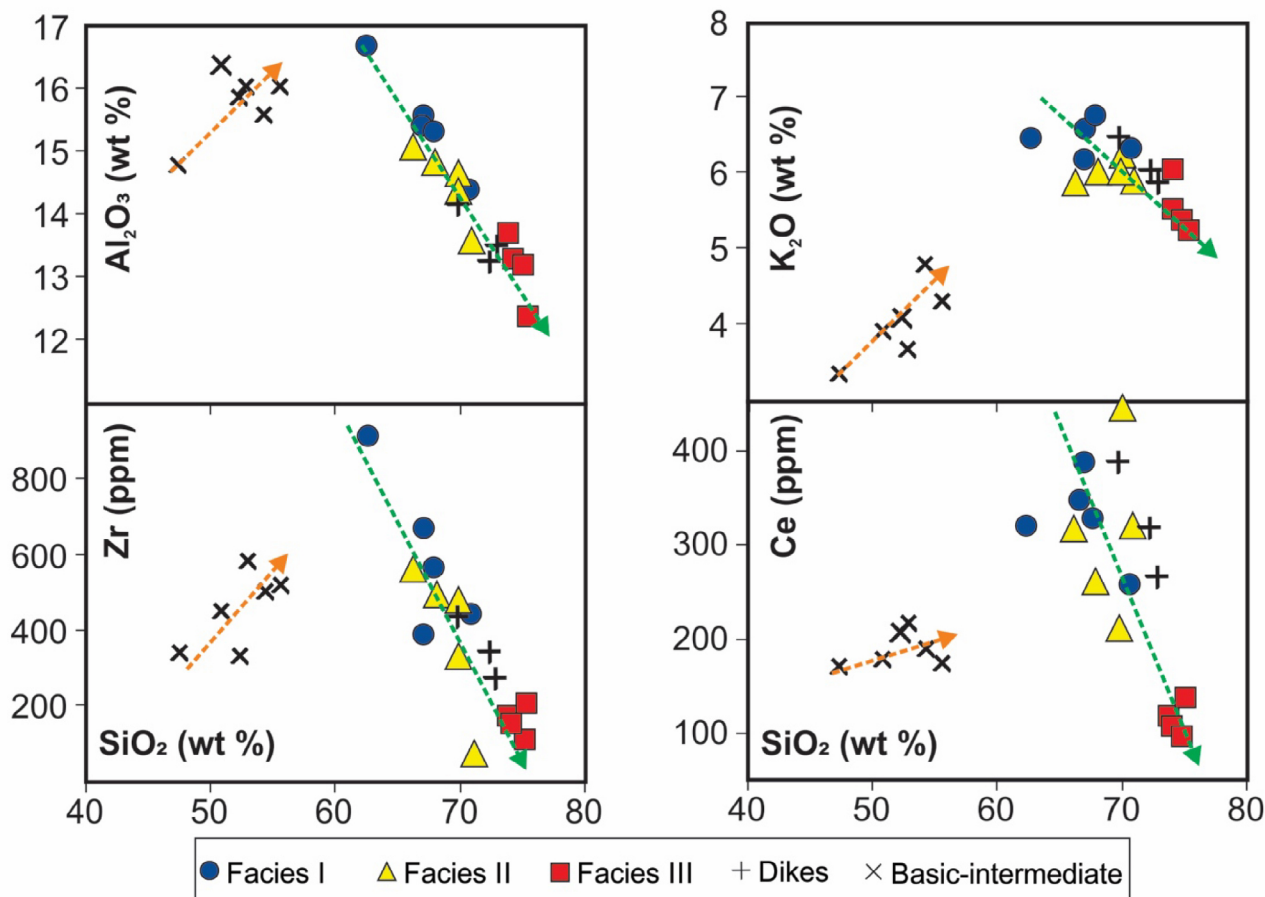 17
16
15
14
13
12
Al₂O₃ (wt %)
8
7
6
5
4
K₂O (wt %)
800
600
400
200
Zr (ppm)
SiO₂ (wt %)
40 50 60 70 80
400
300
200
100
Ce (ppm)
SiO₂ (wt %)
40 50 60 70 80
Facies I Facies II Facies III Dikes Basic-intermediate